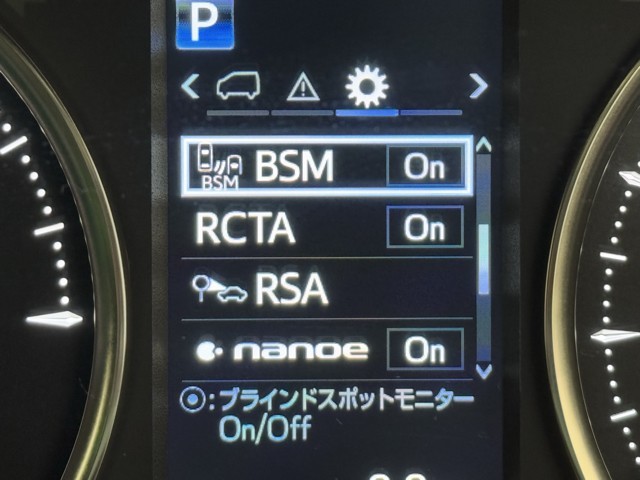 P
BSM BSM On
RCTA On
RSA
nanoe On
:ブラインドスポットモニター
On/Off